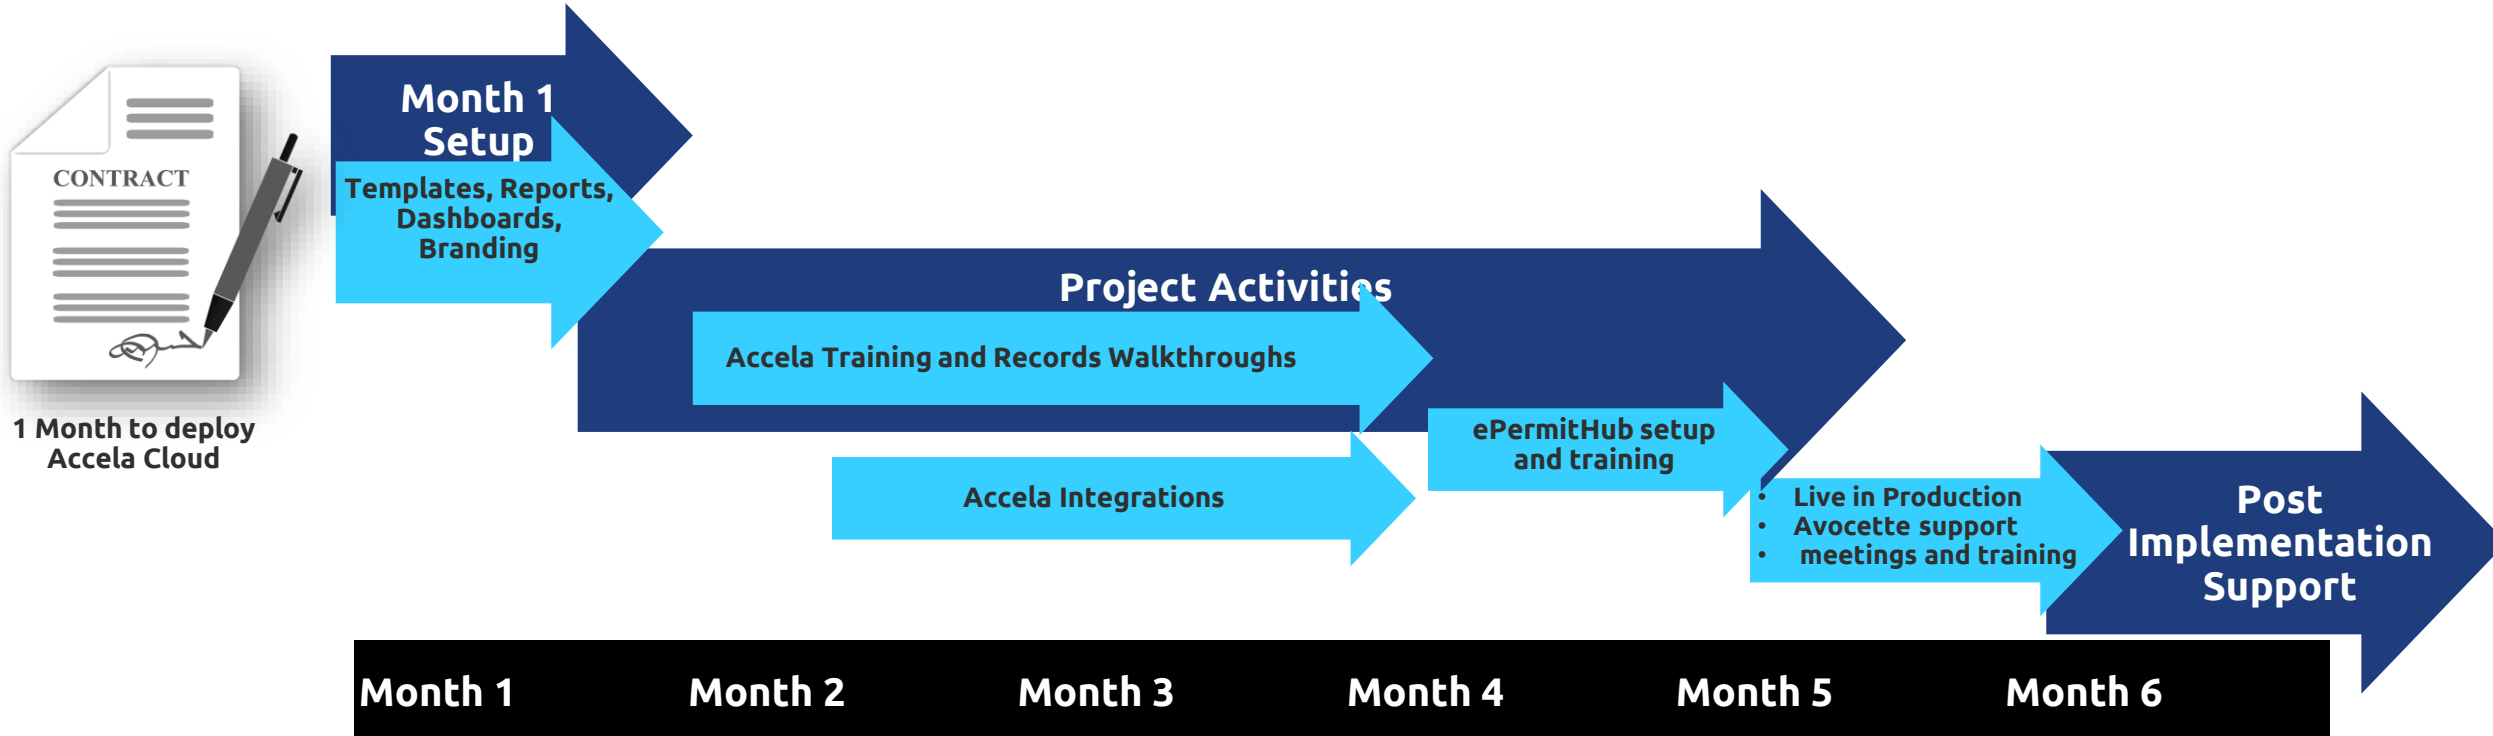 CONTRACT
1 Month to deploy
Accela Cloud
Month 1
Setup
Templates, Reports,
Dashboards,
Branding
Project Activities
Accela Training and Records Walkthroughs
Accela Integrations
ePermitHub setup
and training
• Live in Production
• Avocette support
• meetings and training
Post
Implementation
Support
Month 1 Month 2 Month 3 Month 4 Month 5 Month 6